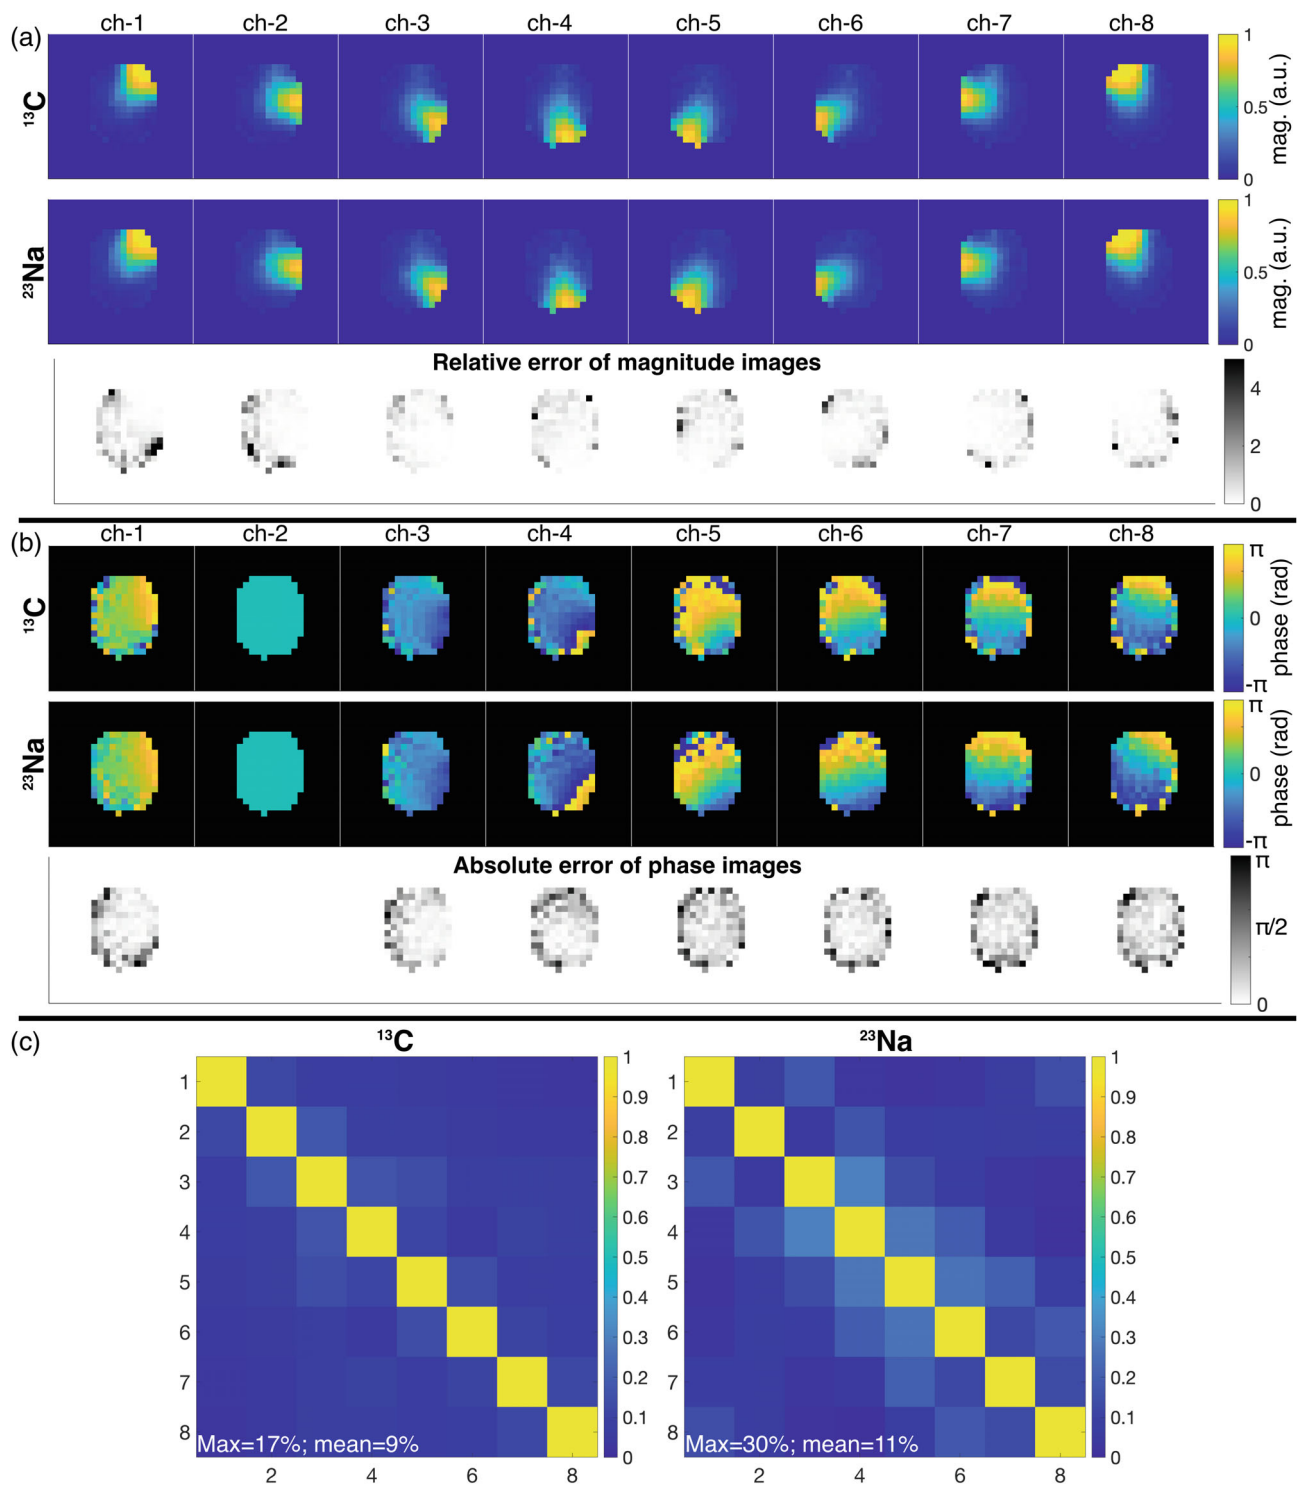 (a)
ch-1 ch-2 ch-3 ch-4 ch-5 ch-6 ch-7 ch-8
¹³C
1
0.5
0
mag. (a.u.)
²³Na
1
0.5
0
mag. (a.u.)
Relative error of magnitude images
4
2
0
(b)
ch-1 ch-2 ch-3 ch-4 ch-5 ch-6 ch-7 ch-8
¹³C
π
0
-π
phase (rad)
²³Na
π
0
-π
phase (rad)
Absolute error of phase images
π
π/2
0
(c)
¹³C
1
2
3
4
5
6
7
8
Max=17%; mean=9%
2 4 6 8
1
0.9
0.8
0.7
0.6
0.5
0.4
0.3
0.2
0.1
0
²³Na
1
2
3
4
5
6
7
8
Max=30%; mean=11%
2 4 6 8
1
0.9
0.8
0.7
0.6
0.5
0.4
0.3
0.2
0.1
0